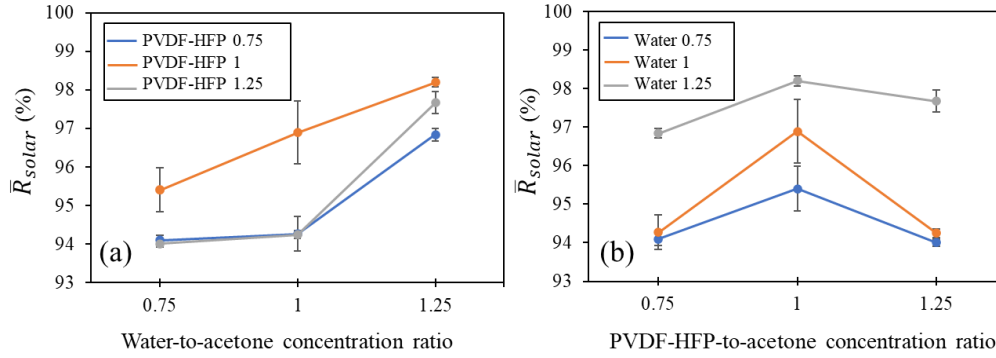 100
99
98
97
96
95
94
93
R̅solar (%)
PVDF-HFP 0.75
PVDF-HFP 1
PVDF-HFP 1.25
(a)
0.75
1
1.25
Water-to-acetone concentration ratio
100
99
98
97
96
95
94
93
R̅solar (%)
Water 0.75
Water 1
Water 1.25
(b)
0.75
1
1.25
PVDF-HFP-to-acetone concentration ratio